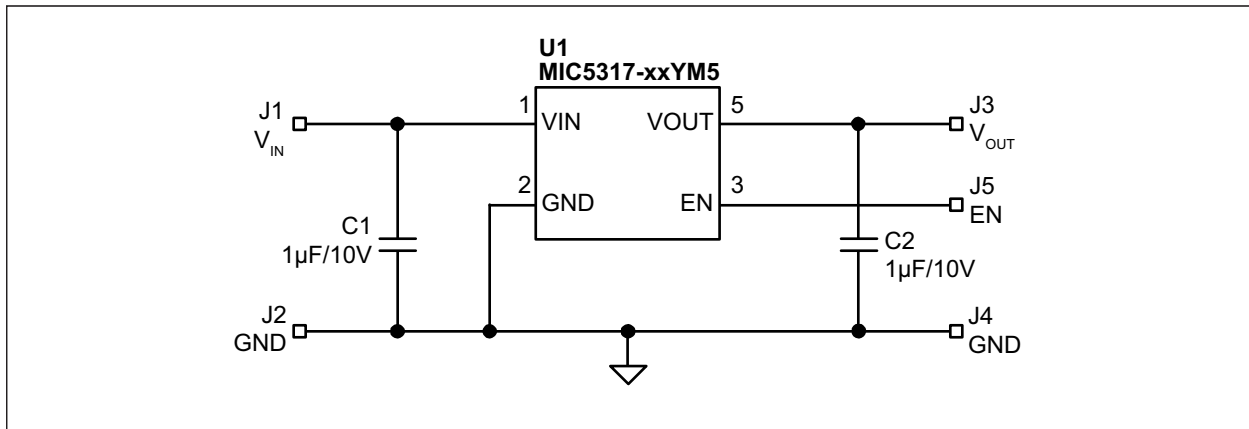 U1
MIC5317-xxYM5
J1
VIN
1
VIN
VOUT
5
J3
VOUT
2
GND
EN
3
J5
EN
C1
1µF/10V
C2
1µF/10V
J2
GND
J4
GND